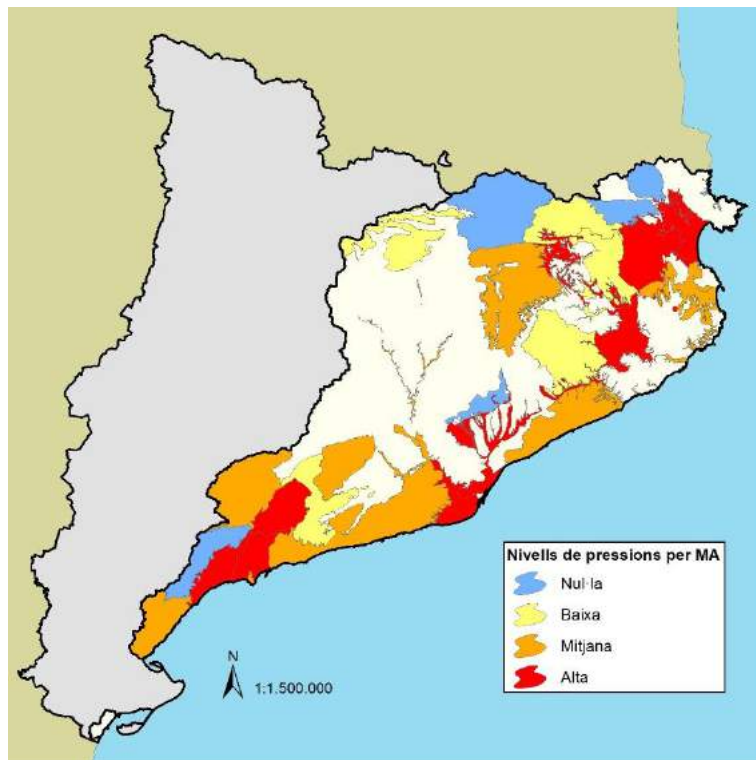 Nivells de pressions per MA
Nul·la
Baixa
Mitjana
Alta
N
1:1.500.000